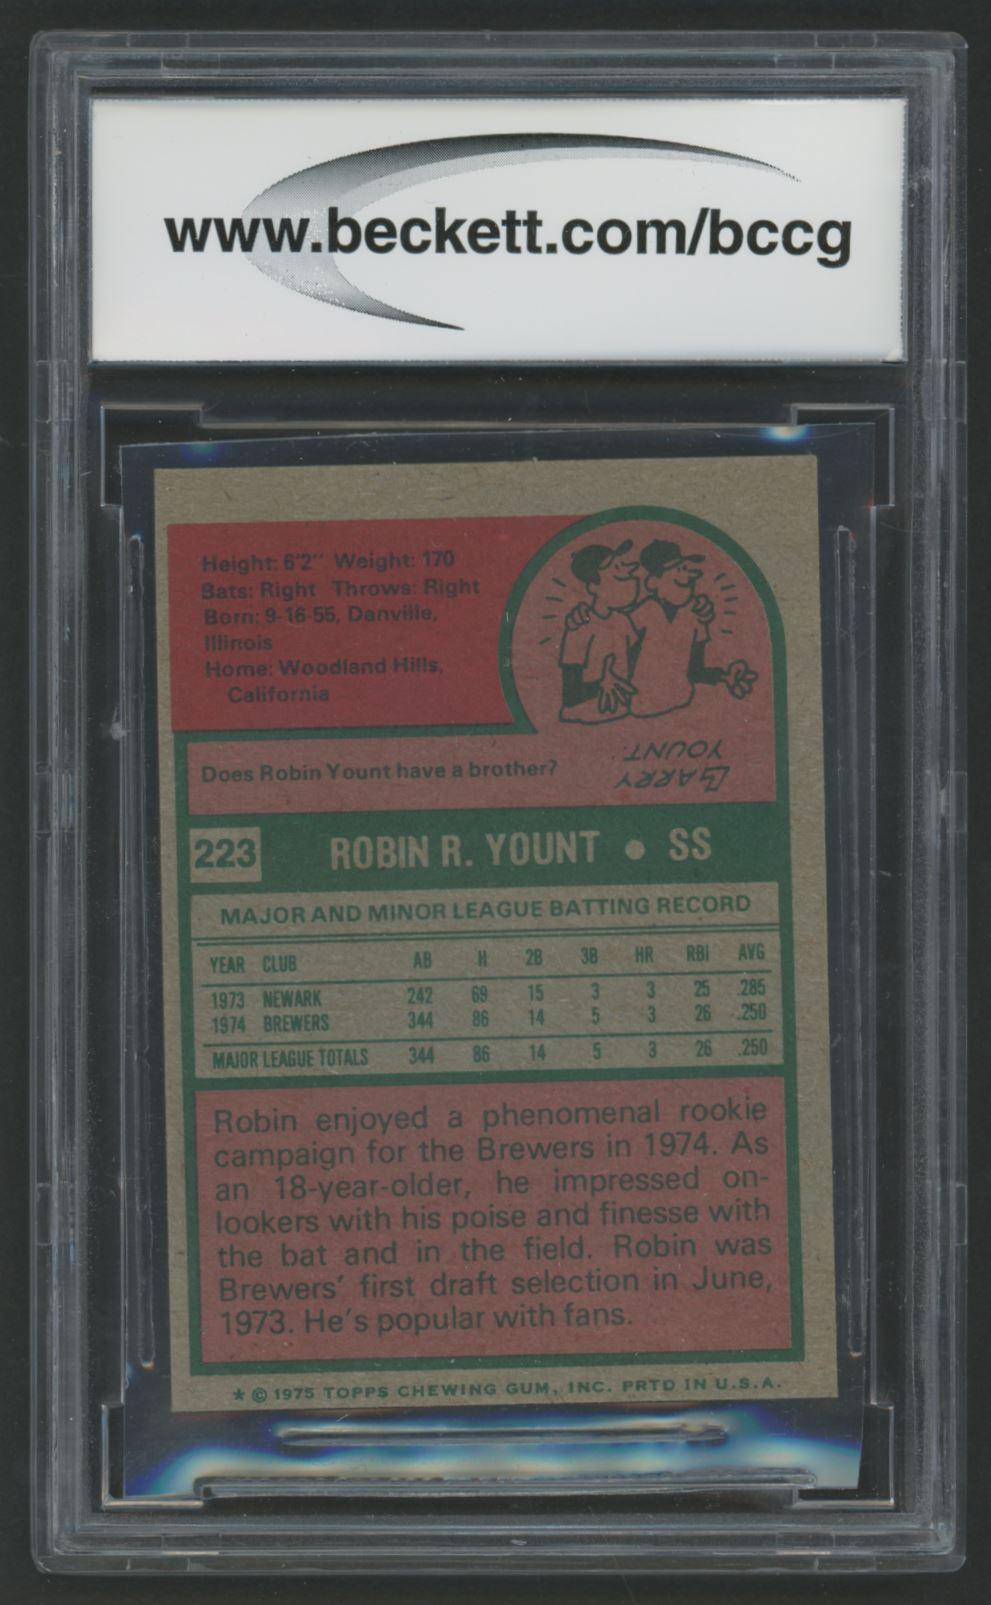 www.beckett.com/bccg
Height: 6'2" Weight: 170
Bats: Right Throws: Right
Born: 9-16-55, Danville,
Illinois
Home: Woodland Hills,
California
Does Robin Yount have a brother?
LARRY
YOUNT.
223 ROBIN R. YOUNT • SS
MAJOR AND MINOR LEAGUE BATTING RECORD
YEAR CLUB AB H 2B 3B HR RBI AVG
1973 NEWARK 242 69 15 3 3 25 .285
1974 BREWERS 344 86 14 5 3 26 .250
MAJOR LEAGUE TOTALS 344 86 14 5 3 26 .250
Robin enjoyed a phenomenal rookie
campaign for the Brewers in 1974. As
an 18-year-older, he impressed on-
lookers with his poise and finesse with
the bat and in the field. Robin was
Brewers' first draft selection in June,
1973. He's popular with fans.
* © 1975 TOPPS CHEWING GUM, INC. PRTD IN U.S.A.